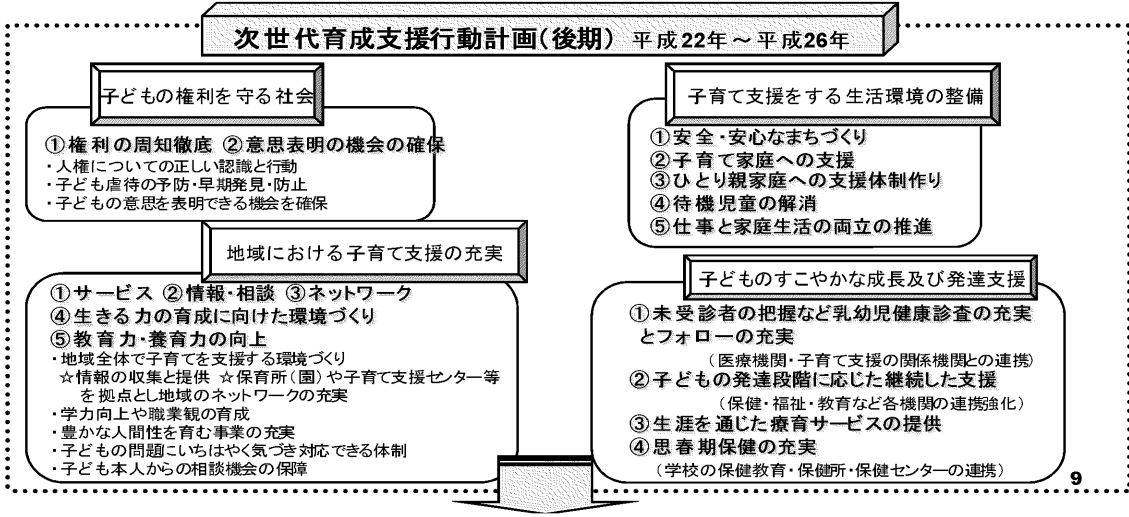 次世代育成支援行動計画(後期) 平成22年～平成26年
子どもの権利を守る社会
①権利の周知徹底 ②意思表明の機会の確保
・人権についての正しい認識と行動
・子ども虐待の予防・早期発見・防止
・子どもの意思を表明できる機会を確保
子育て支援をする生活環境の整備
①安全・安心なまちづくり
②子育て家庭への支援
③ひとり親家庭への支援体制作り
④待機児童の解消
⑤仕事と家庭生活の両立の推進
地域における子育て支援の充実
①サービス ②情報・相談 ③ネットワーク
④生きる力の育成に向けた環境づくり
⑤教育力・養育力の向上
・地域全体で子育てを支援する環境づくり
☆情報の収集と提供 ☆保育所(園)や子育て支援センター等
を拠点とし地域のネットワークの充実
・学力向上や職業観の育成
・豊かな人間性を育む事業の充実
・子どもの問題にいちはやく気づき対応できる体制
・子ども本人からの相談機会の保障
子どものすこやかな成長及び発達支援
①未受診者の把握など乳幼児健康診査の充実
とフォローの充実
(医療機関・子育て支援の関係機関との連携)
②子どもの発達段階に応じた継続した支援
(保健・福祉・教育など各機関の連携強化)
③生涯を通じた療育サービスの提供
④思春期保健の充実
(学校の保健教育・保健所・保健センターの連携)
9